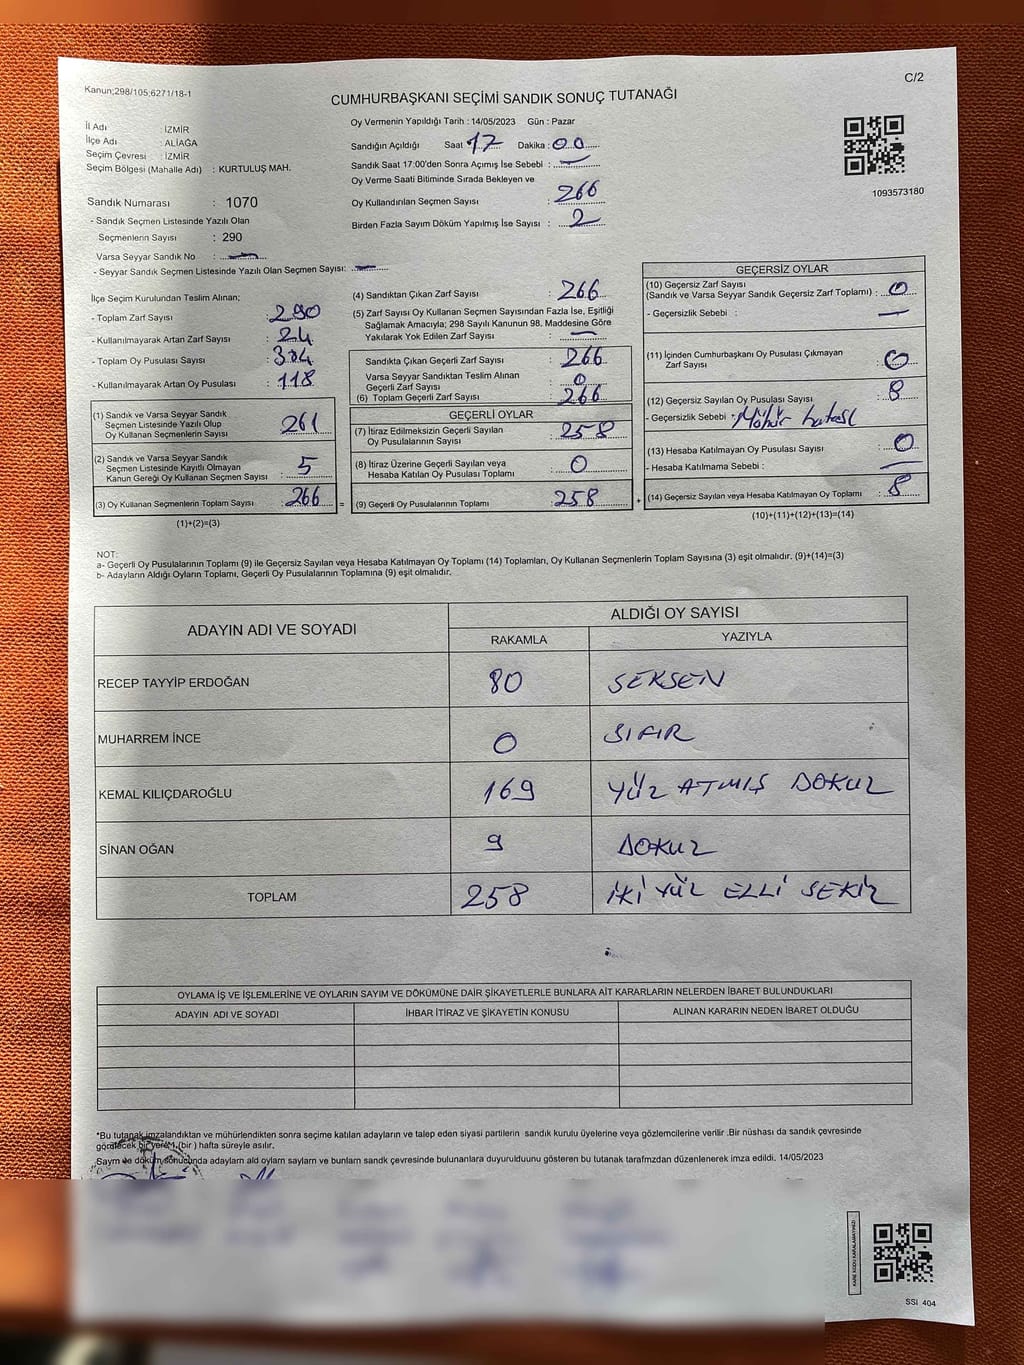 Kanun;298/105;6271/18-1
C/2
CUMHURBAŞKANI SEÇİMİ SANDIK SONUÇ TUTANAĞI
İl Adı : İZMİR
İlçe Adı : ALİAĞA
Seçim Çevresi : İZMİR
Seçim Bölgesi (Mahalle Adı) : KURTULUŞ MAH.
Oy Vermenin Yapıldığı Tarih : 14/05/2023 Gün : Pazar
Sandığın Açıldığı Saat 17 Dakika : 00
Sandık Saat 17:00'den Sonra Açımış İse Sebebi : —
Oy Verme Saati Bitiminde Sırada Bekleyen ve
Oy Kullandırılan Seçmen Sayısı : 266
Birden Fazla Sayım Döküm Yapılmış İse Sayısı : 2
1093573180
Sandık Numarası : 1070
- Sandık Seçmen Listesinde Yazılı Olan
Seçmenlerin Sayısı : 290
Varsa Seyyar Sandık No : —
- Seyyar Sandık Seçmen Listesinde Yazılı Olan Seçmen Sayısı: —
İlçe Seçim Kurulundan Teslim Alınan;
- Toplam Zarf Sayısı : 290
- Kullanılmayarak Artan Zarf Sayısı : 24
- Toplam Oy Pusulası Sayısı :
- Kullanılmayarak Artan Oy Pusulası : 118
(1) Sandık ve Varsa Seyyar Sandık
Seçmen Listesinde Yazılı Olup
Oy Kullanan Seçmenlerin Sayısı : 261
(2) Sandık ve Varsa Seyyar Sandık
Seçmen Listesinde Kayıtlı Olmayan
Kanun Gereği Oy Kullanan Seçmen Sayısı : 5
(3) Oy Kullanan Seçmenlerin Toplam Sayısı : 266 =
(1)+(2)=(3)
(4) Sandıktan Çıkan Zarf Sayısı : 266
(5) Zarf Sayısı Oy Kullanan Seçmen Sayısından Fazla İse, Eşitliği
Sağlamak Amacıyla; 298 Sayılı Kanunun 98. Maddesine Göre
Yakılarak Yok Edilen Zarf Sayısı : —
Sandıkta Çıkan Geçerli Zarf Sayısı : 266
Varsa Seyyar Sandıktan Teslim Alınan
Geçerli Zarf Sayısı : 0
(6) Toplam Geçerli Zarf Sayısı : 266
GEÇERLİ OYLAR
(7) İtiraz Edilmeksizin Geçerli Sayılan
Oy Pusulalarının Sayısı : 258
(8) İtiraz Üzerine Geçerli Sayılan veya
Hesaba Katılan Oy Pusulası Toplamı : 0
(9) Geçerli Oy Pusulalarının Toplamı : 258 +
GEÇERSİZ OYLAR
(10) Geçersiz Zarf Sayısı
(Sandık ve Varsa Seyyar Sandık Geçersiz Zarf Toplamı) : 0
- Geçersizlik Sebebi : —
(11) İçinden Cumhurbaşkanı Oy Pusulası Çıkmayan
Zarf Sayısı : 0
(12) Geçersiz Sayılan Oy Pusulası Sayısı : 8
- Geçersizlik Sebebi - Mühür hatası
(13) Hesaba Katılmayan Oy Pusulası Sayısı : 0
- Hesaba Katılmama Sebebi : —
(14) Geçersiz Sayılan veya Hesaba Katılmayan Oy Toplamı : 8
(10)+(11)+(12)+(13)=(14)
NOT:
a- Geçerli Oy Pusulalarının Toplamı (9) ile Geçersiz Sayılan veya Hesaba Katılmayan Oy Toplamı (14) Toplamları, Oy Kullanan Seçmenlerin Toplam Sayısına (3) eşit olmalıdır. (9)+(14)=(3)
b- Adayların Aldığı Oyların Toplamı, Geçerli Oy Pusulalarının Toplamına (9) eşit olmalıdır.
ADAYIN ADI VE SOYADI ALDIĞI OY SAYISI
RAKAMLA YAZIYLA
RECEP TAYYİP ERDOĞAN 80 SEKSEN
MUHARREM İNCE 0 SIFIR
KEMAL KILIÇDAROĞLU 169 YÜZ ATMIŞ DOKUZ
SİNAN OĞAN 9 DOKUZ
TOPLAM 258 İKİ YÜZ ELLİ SEKİZ
OYLAMA İŞ VE İŞLEMLERİNE VE OYLARIN SAYIM VE DÖKÜMÜNE DAİR ŞİKAYETLERLE BUNLARA AİT KARARLARIN NELERDEN İBARET BULUNDUKLARI
ADAYIN ADI VE SOYADI İHBAR İTİRAZ VE ŞİKAYETİN KONUSU ALINAN KARARIN NEDEN İBARET OLDUĞU
*Bu tutanak imzalandıktan ve mühürlendikten sonra seçime katılan adayların ve talep eden siyasi partilerin sandık kurulu üyelerine veya gözlemcilerine verilir .Bir nüshası da sandık çevresinde
görülecek bir yere 1 (bir ) hafta süreyle asılır.
Sayım ve döküm sonucunda adayların ald oyların sayları ve bunlam sandk çevresinde bulunanlara duyurulduunu gösteren bu tutanak tarafmzdan düzenlenerek imza edildi. 14/05/2023
KARE KODU KARALAMAYINIZ!
SSİ 404